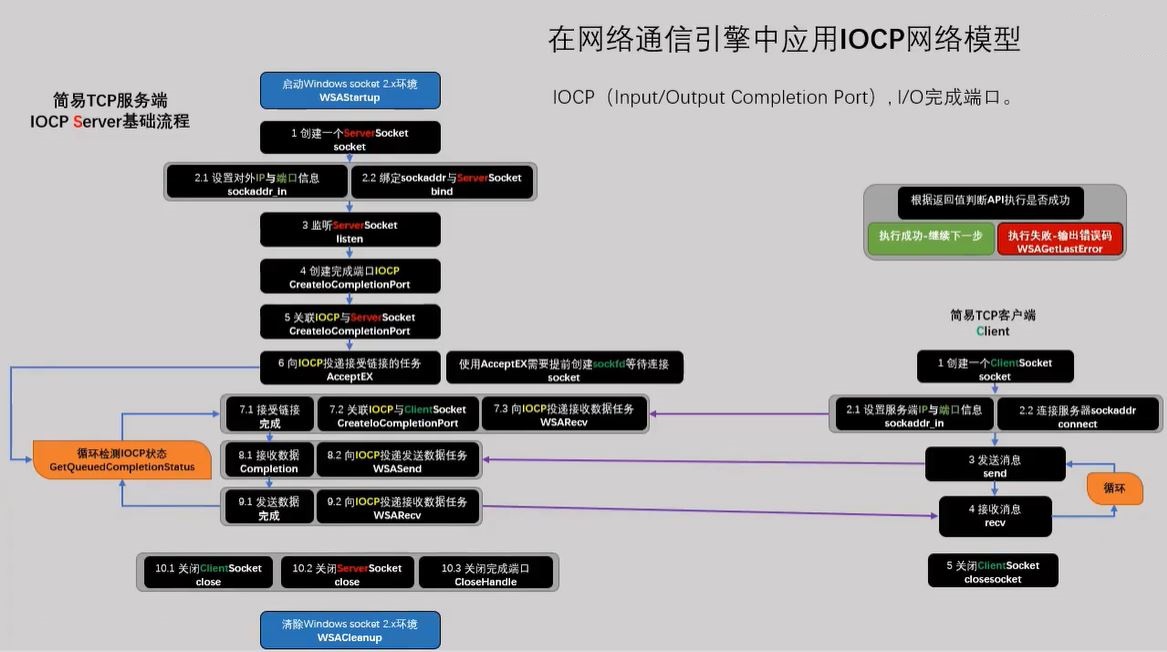 在网络通信引擎中应用IOCP网络模型
IOCP（Input/Output Completion Port）, I/O完成端口。
简易TCP服务端
IOCP Server基础流程
启动Windows socket 2.x环境
WSAStartup
1 创建一个ServerSocket
socket
2.1 设置对外IP与端口信息
sockaddr_in
2.2 绑定sockaddr与ServerSocket
bind
3 监听ServerSocket
listen
4 创建完成端口IOCP
CreateIoCompletionPort
5 关联IOCP与ServerSocket
CreateIoCompletionPort
6 向IOCP投递接受链接的任务
AcceptEX
使用AcceptEX需要提前创建sockfd等待连接
socket
7.1 接受链接
完成
7.2 关联IOCP与ClientSocket
CreateIoCompletionPort
7.3 向IOCP投递接收数据任务
WSARecv
循环检测IOCP状态
GetQueuedCompletionStatus
8.1 接收数据
Completion
8.2 向IOCP投递发送数据任务
WSASend
9.1 发送数据
完成
9.2 向IOCP投递接收数据任务
WSARecv
10.1 关闭ClientSocket
close
10.2 关闭ServerSocket
close
10.3 关闭完成端口
CloseHandle
清除Windows socket 2.x环境
WSACleanup
根据返回值判断API执行是否成功
执行成功-继续下一步
执行失败-输出错误码
WSAGetLastError
简易TCP客户端
Client
1 创建一个ClientSocket
socket
2.1 设置服务端IP与端口信息
sockaddr_in
2.2 连接服务器sockaddr
connect
3 发送消息
send
循环
4 接收消息
recv
5 关闭ClientSocket
closesocket